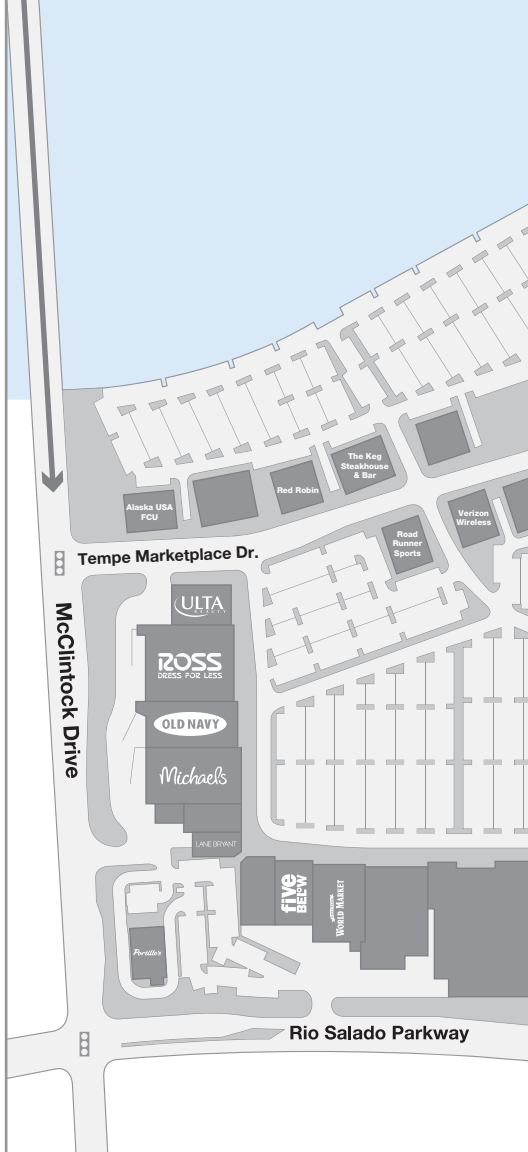 The Keg
Steakhouse
& Bar
Red Robin
Alaska USA
FCU
Verizon
Wireless
Road
Runner
Sports
Tempe Marketplace Dr.
McClintock Drive
ULTA
BEAUTY
ROSS
DRESS FOR LESS
OLD NAVY
Michaels
LANE BRYANT
five
BELOW
WORLD MARKET
Portillo's
Rio Salado Parkway